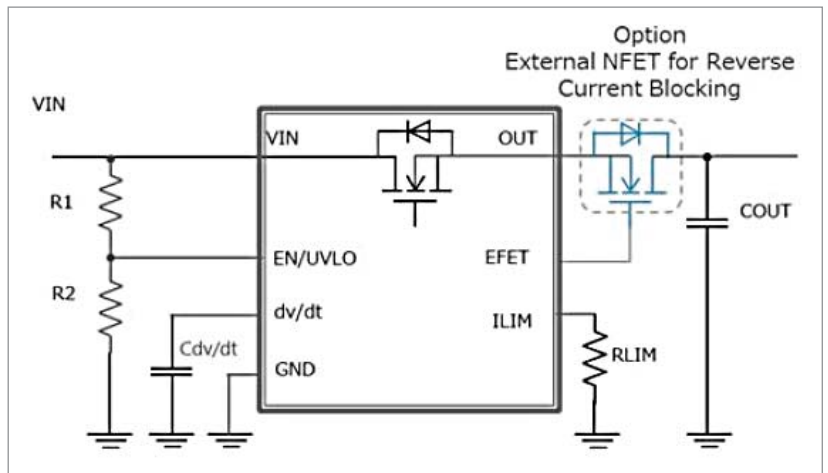 Option
External NFET for Reverse
Current Blocking
VIN
VIN
OUT
R1
COUT
EN/UVLO
EFET
R2
dv/dt
ILIM
Cdv/dt
RLIM
GND